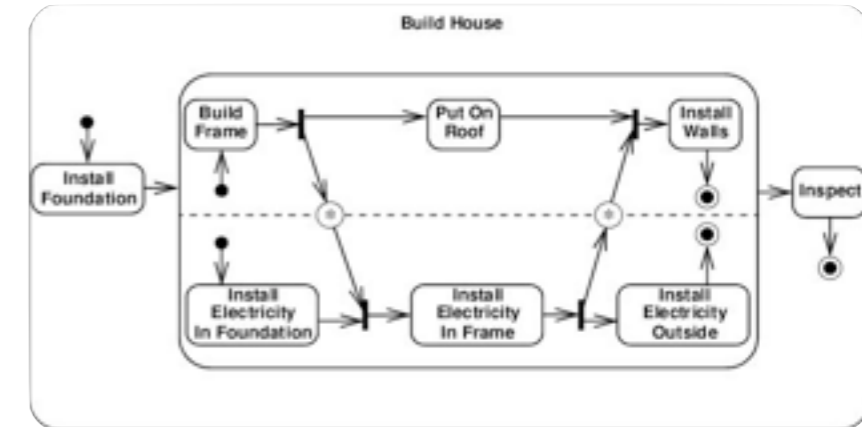 Build House
Build
Frame
Put On
Roof
Install
Walls
Install
Foundation
Inspect
*
*
Install
Electricity
In Foundation
Install
Electricity
In Frame
Install
Electricity
Outside